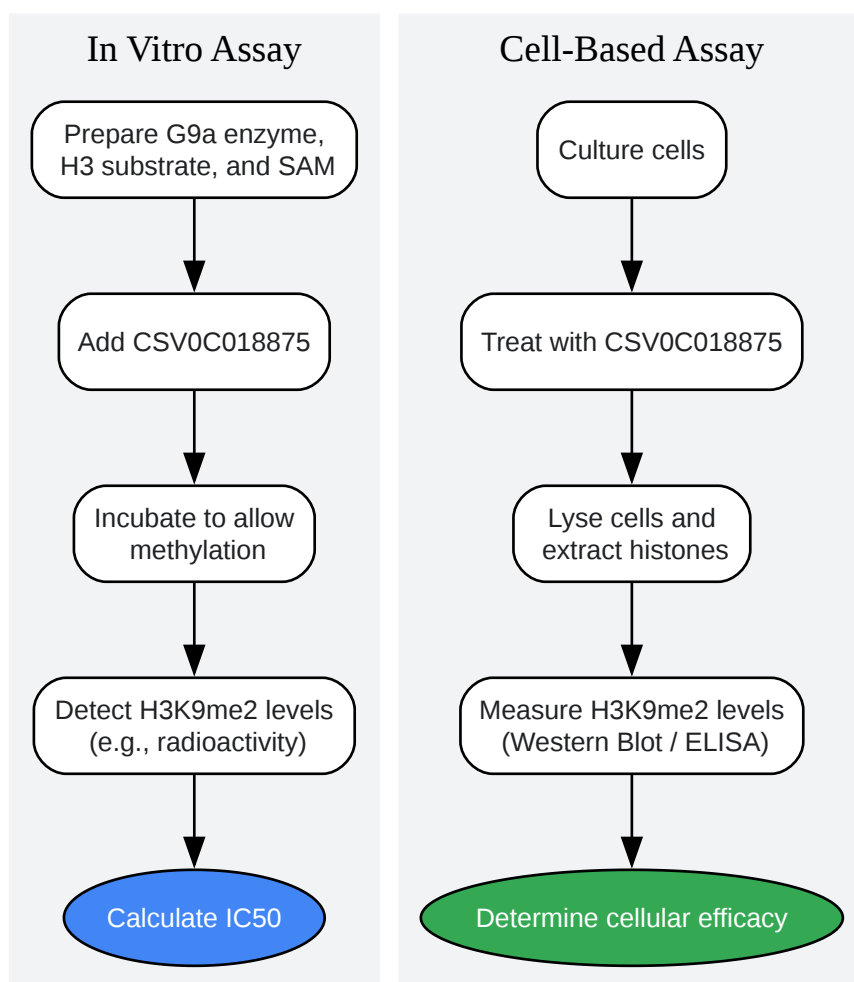 In Vitro Assay
Prepare G9a enzyme,
H3 substrate, and SAM
Add CSV0C018875
Incubate to allow
methylation
Detect H3K9me2 levels
(e.g., radioactivity)
Calculate IC50
Cell-Based Assay
Culture cells
Treat with CSV0C018875
Lyse cells and
extract histones
Measure H3K9me2 levels
(Western Blot / ELISA)
Determine cellular efficacy